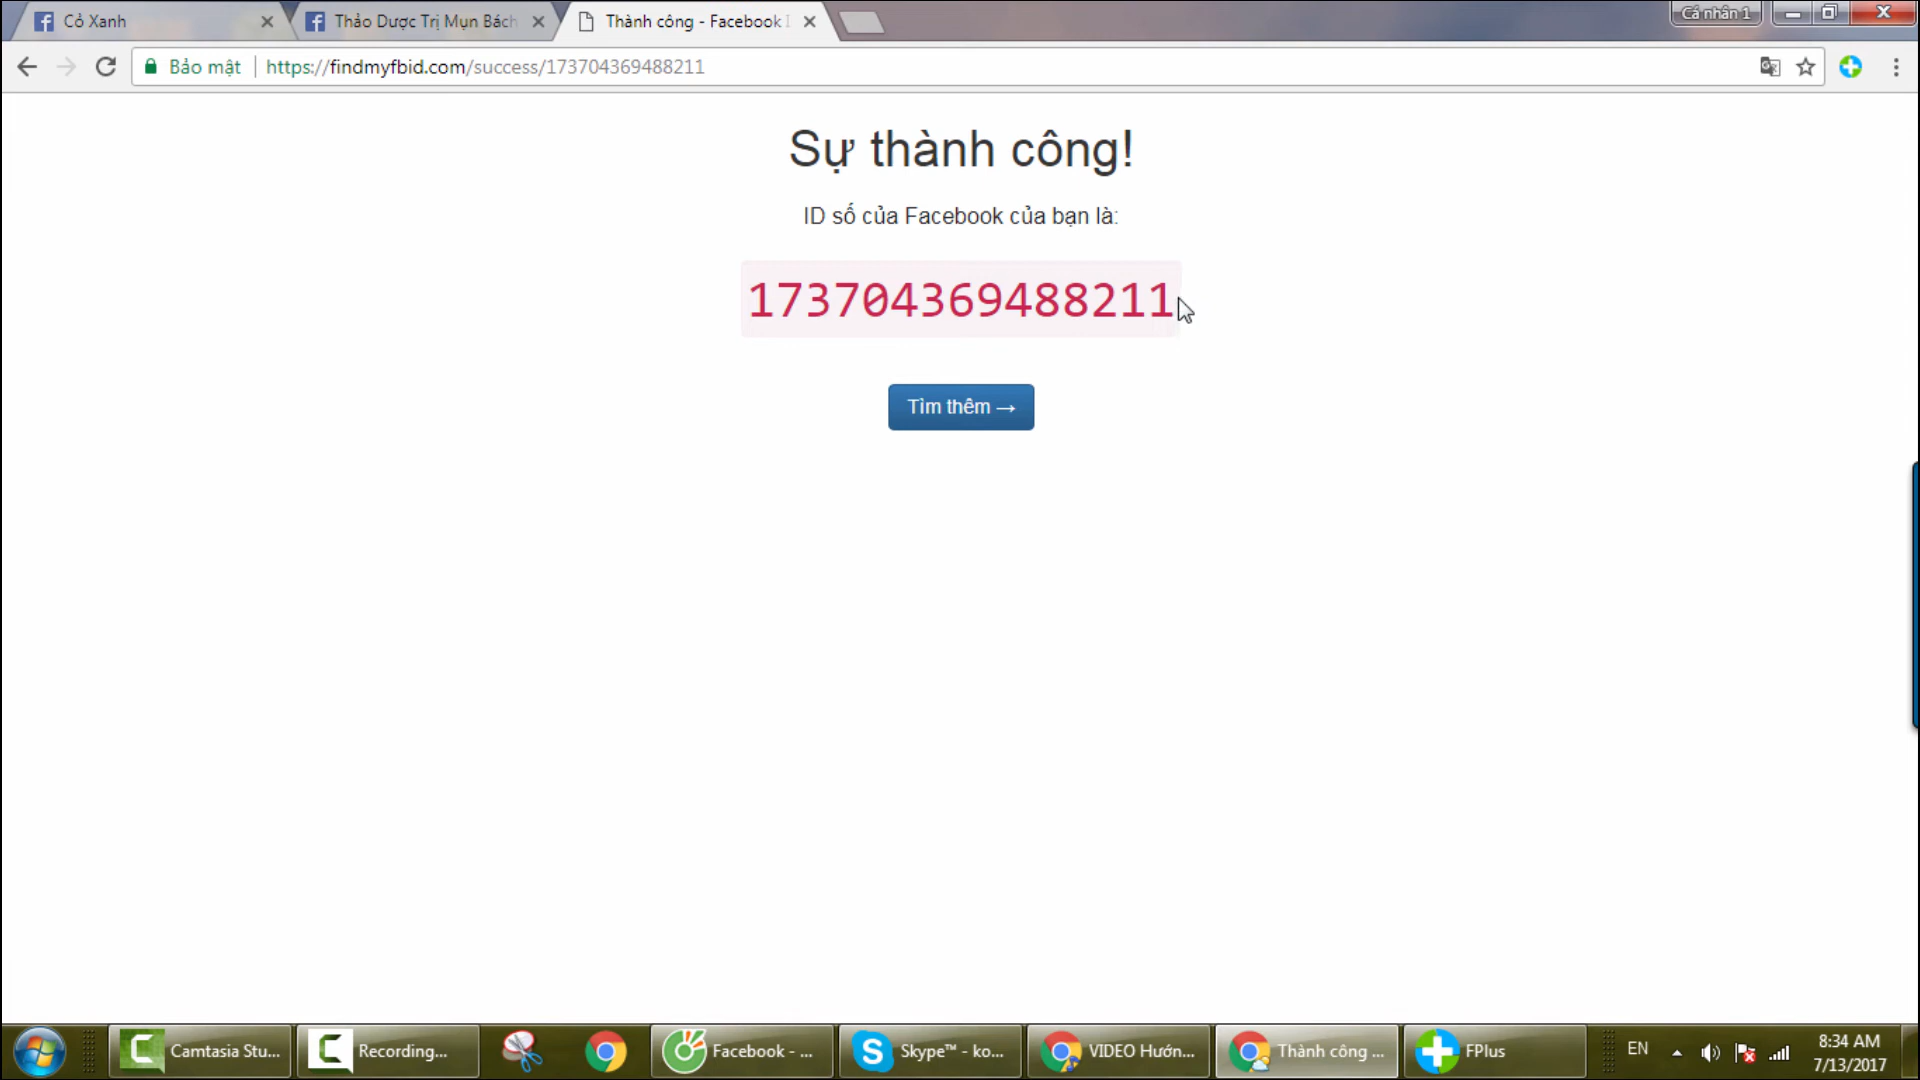 Cỏ Xanh
Thảo Dược Trị Mụn Bách
Thành công - Facebook I
Cá nhân 1
Bảo mật
https://findmyfbid.com/success/173704369488211
Sự thành công!
ID số của Facebook của bạn là:
173704369488211
Tìm thêm →
Camtasia Stu...
Recording...
Facebook - ...
Skype™ - ko...
VIDEO Hướn...
Thành công ...
FPlus
EN
8:34 AM
7/13/2017